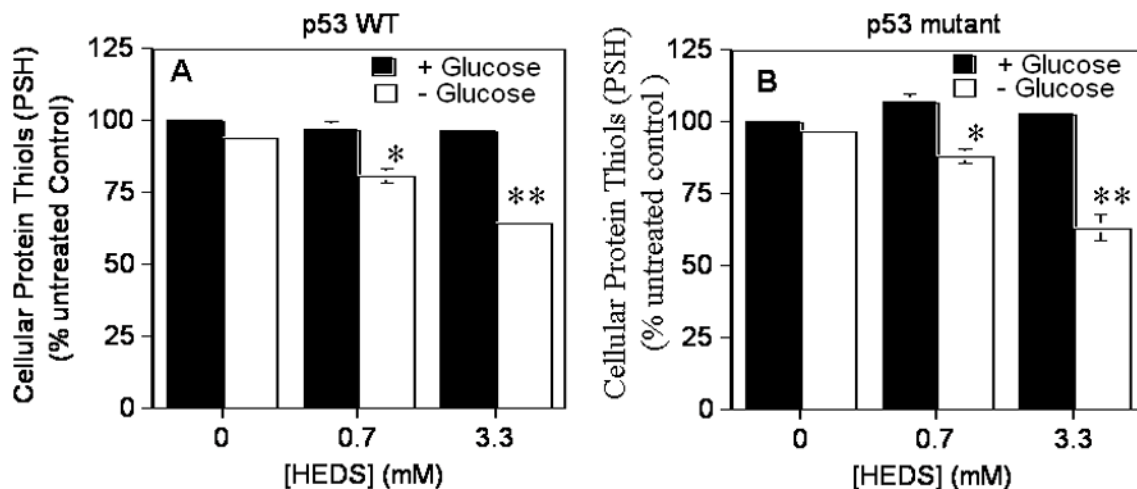 p53 WT
A
+ Glucose
- Glucose
Cellular Protein Thiols (PSH)
(% untreated Control)
125
100
75
50
25
0
*
**
0 0.7 3.3
[HEDS] (mM)
p53 mutant
B
+ Glucose
- Glucose
Cellular Protein Thiols (PSH)
(% untreated control )
125
100
75
50
25
0
*
**
0 0.7 3.3
[HEDS] (mM)